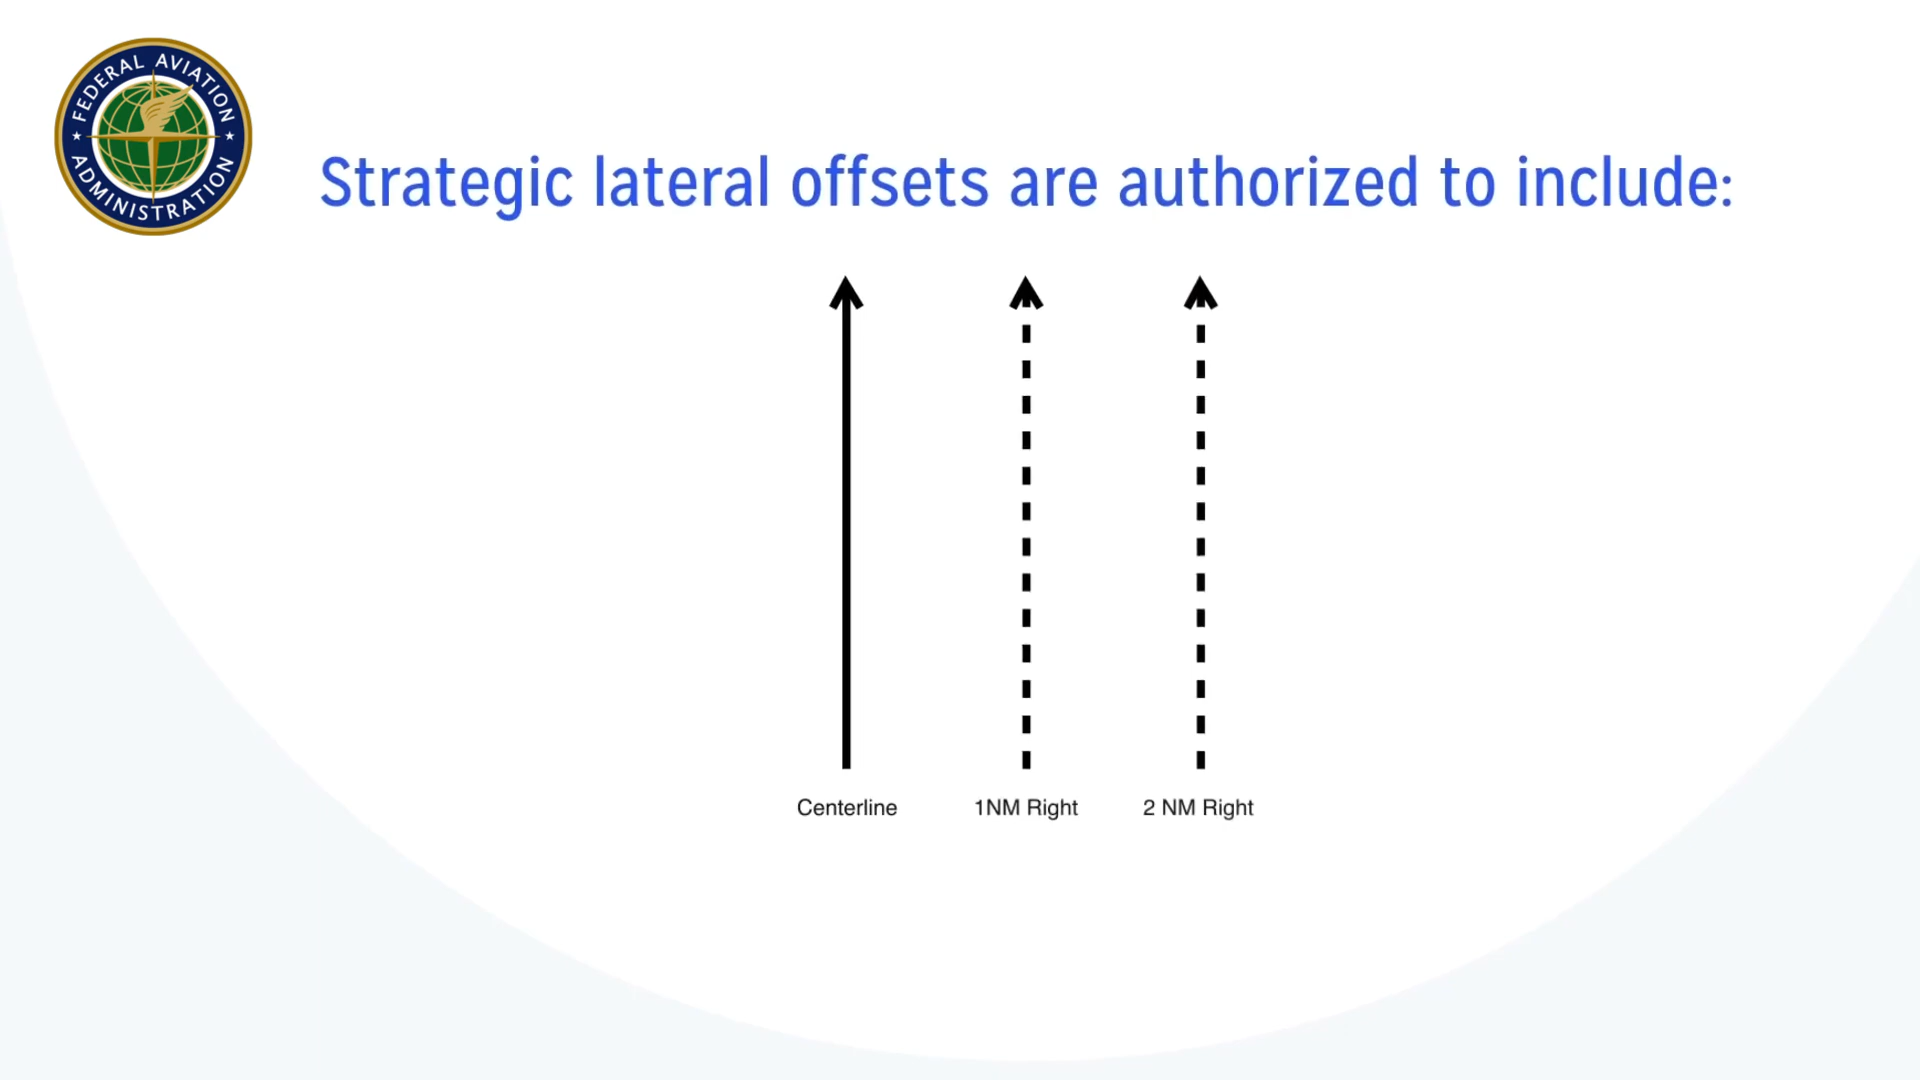 FEDERAL AVIATION
ADMINISTRATION
Strategic lateral offsets are authorized to include:
Centerline
1NM Right
2 NM Right